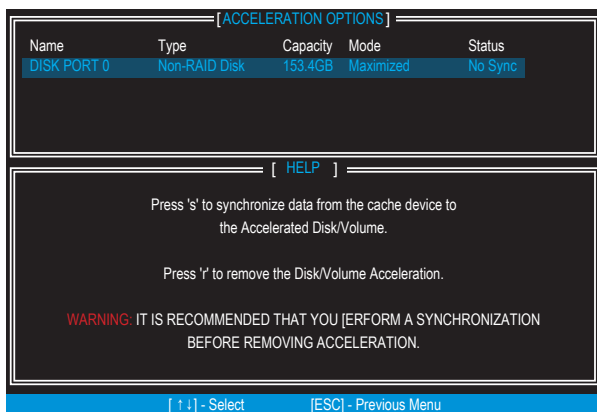 [ACCELERATION OPTIONS]
Name Type Capacity Mode Status
DISK PORT 0 Non-RAID Disk 153.4GB Maximized No Sync
[ HELP ]
Press 's' to synchronize data from the cache device to
the Accelerated Disk/Volume.
Press 'r' to remove the Disk/Volume Acceleration.
WARNING: IT IS RECOMMENDED THAT YOU [ERFORM A SYNCHRONIZATION
BEFORE REMOVING ACCELERATION.
[ ↑↓] - Select [ESC] - Previous Menu